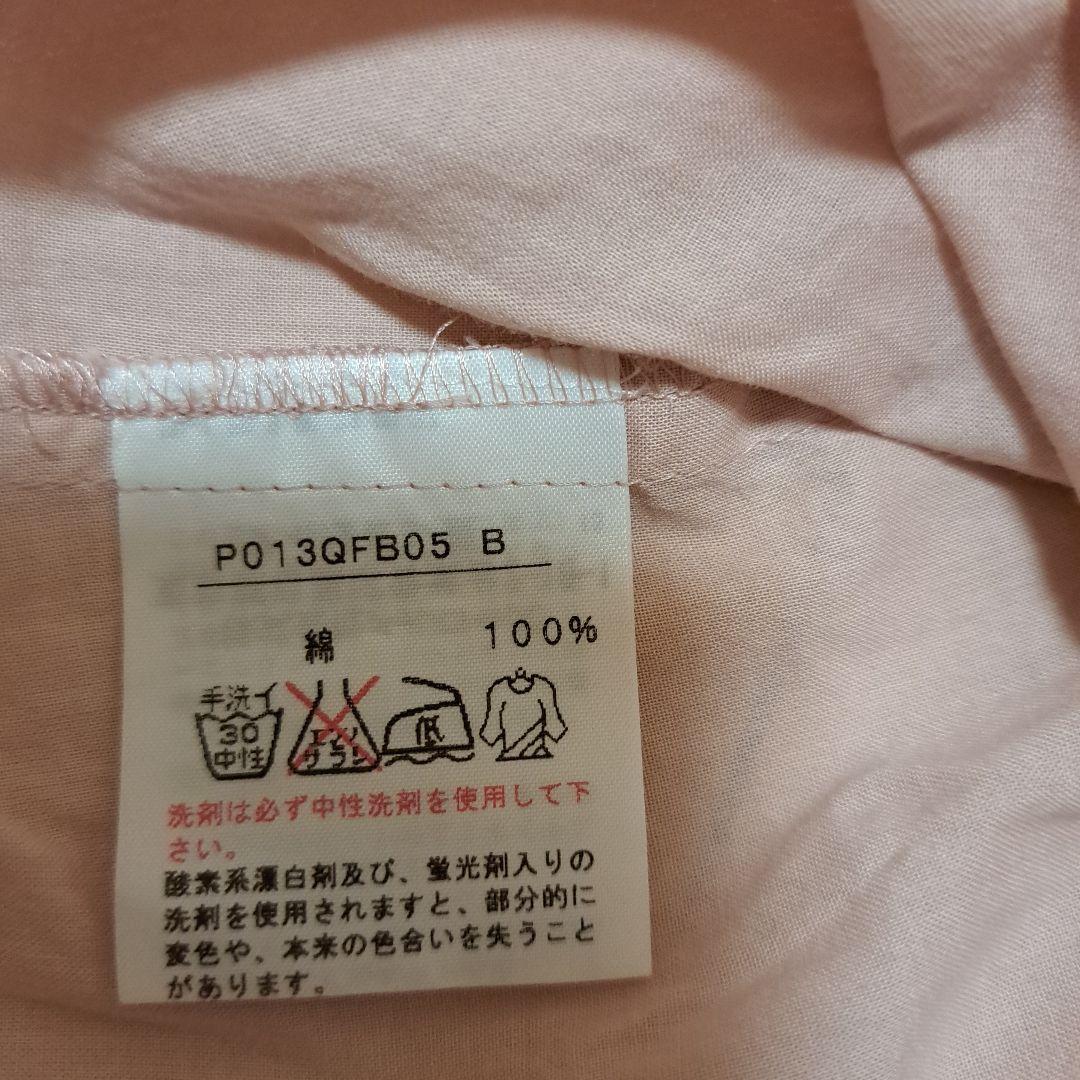 P013QFB05 B
綿 100%
手洗イ
30
中性
エンソ
サラシ
低
洗剤は必ず中性洗剤を使用して下
さい。
酸素系漂白剤及び、蛍光剤入りの
洗剤を使用されますと、部分的に
変色や、本来の色合いを失うこと
があります。